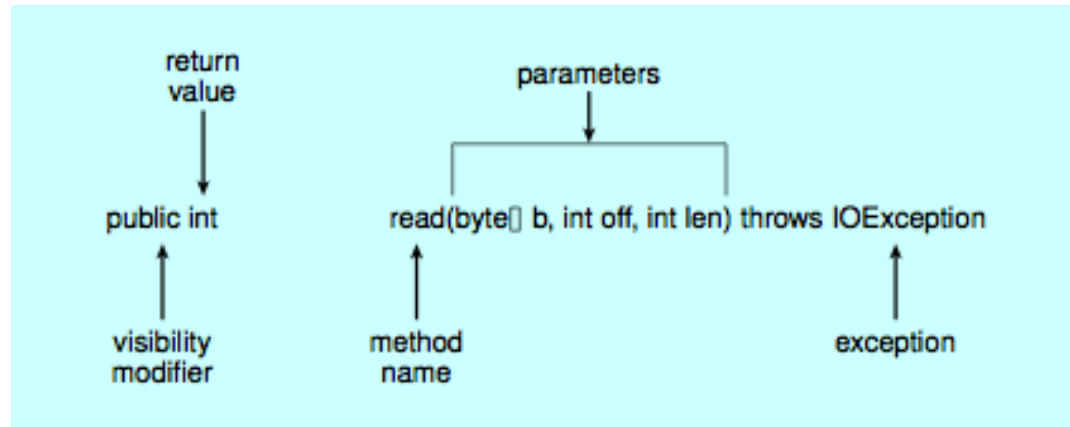 return
value
parameters
public int read(byte[] b, int off, int len) throws IOException
visibility
modifier
method
name
exception